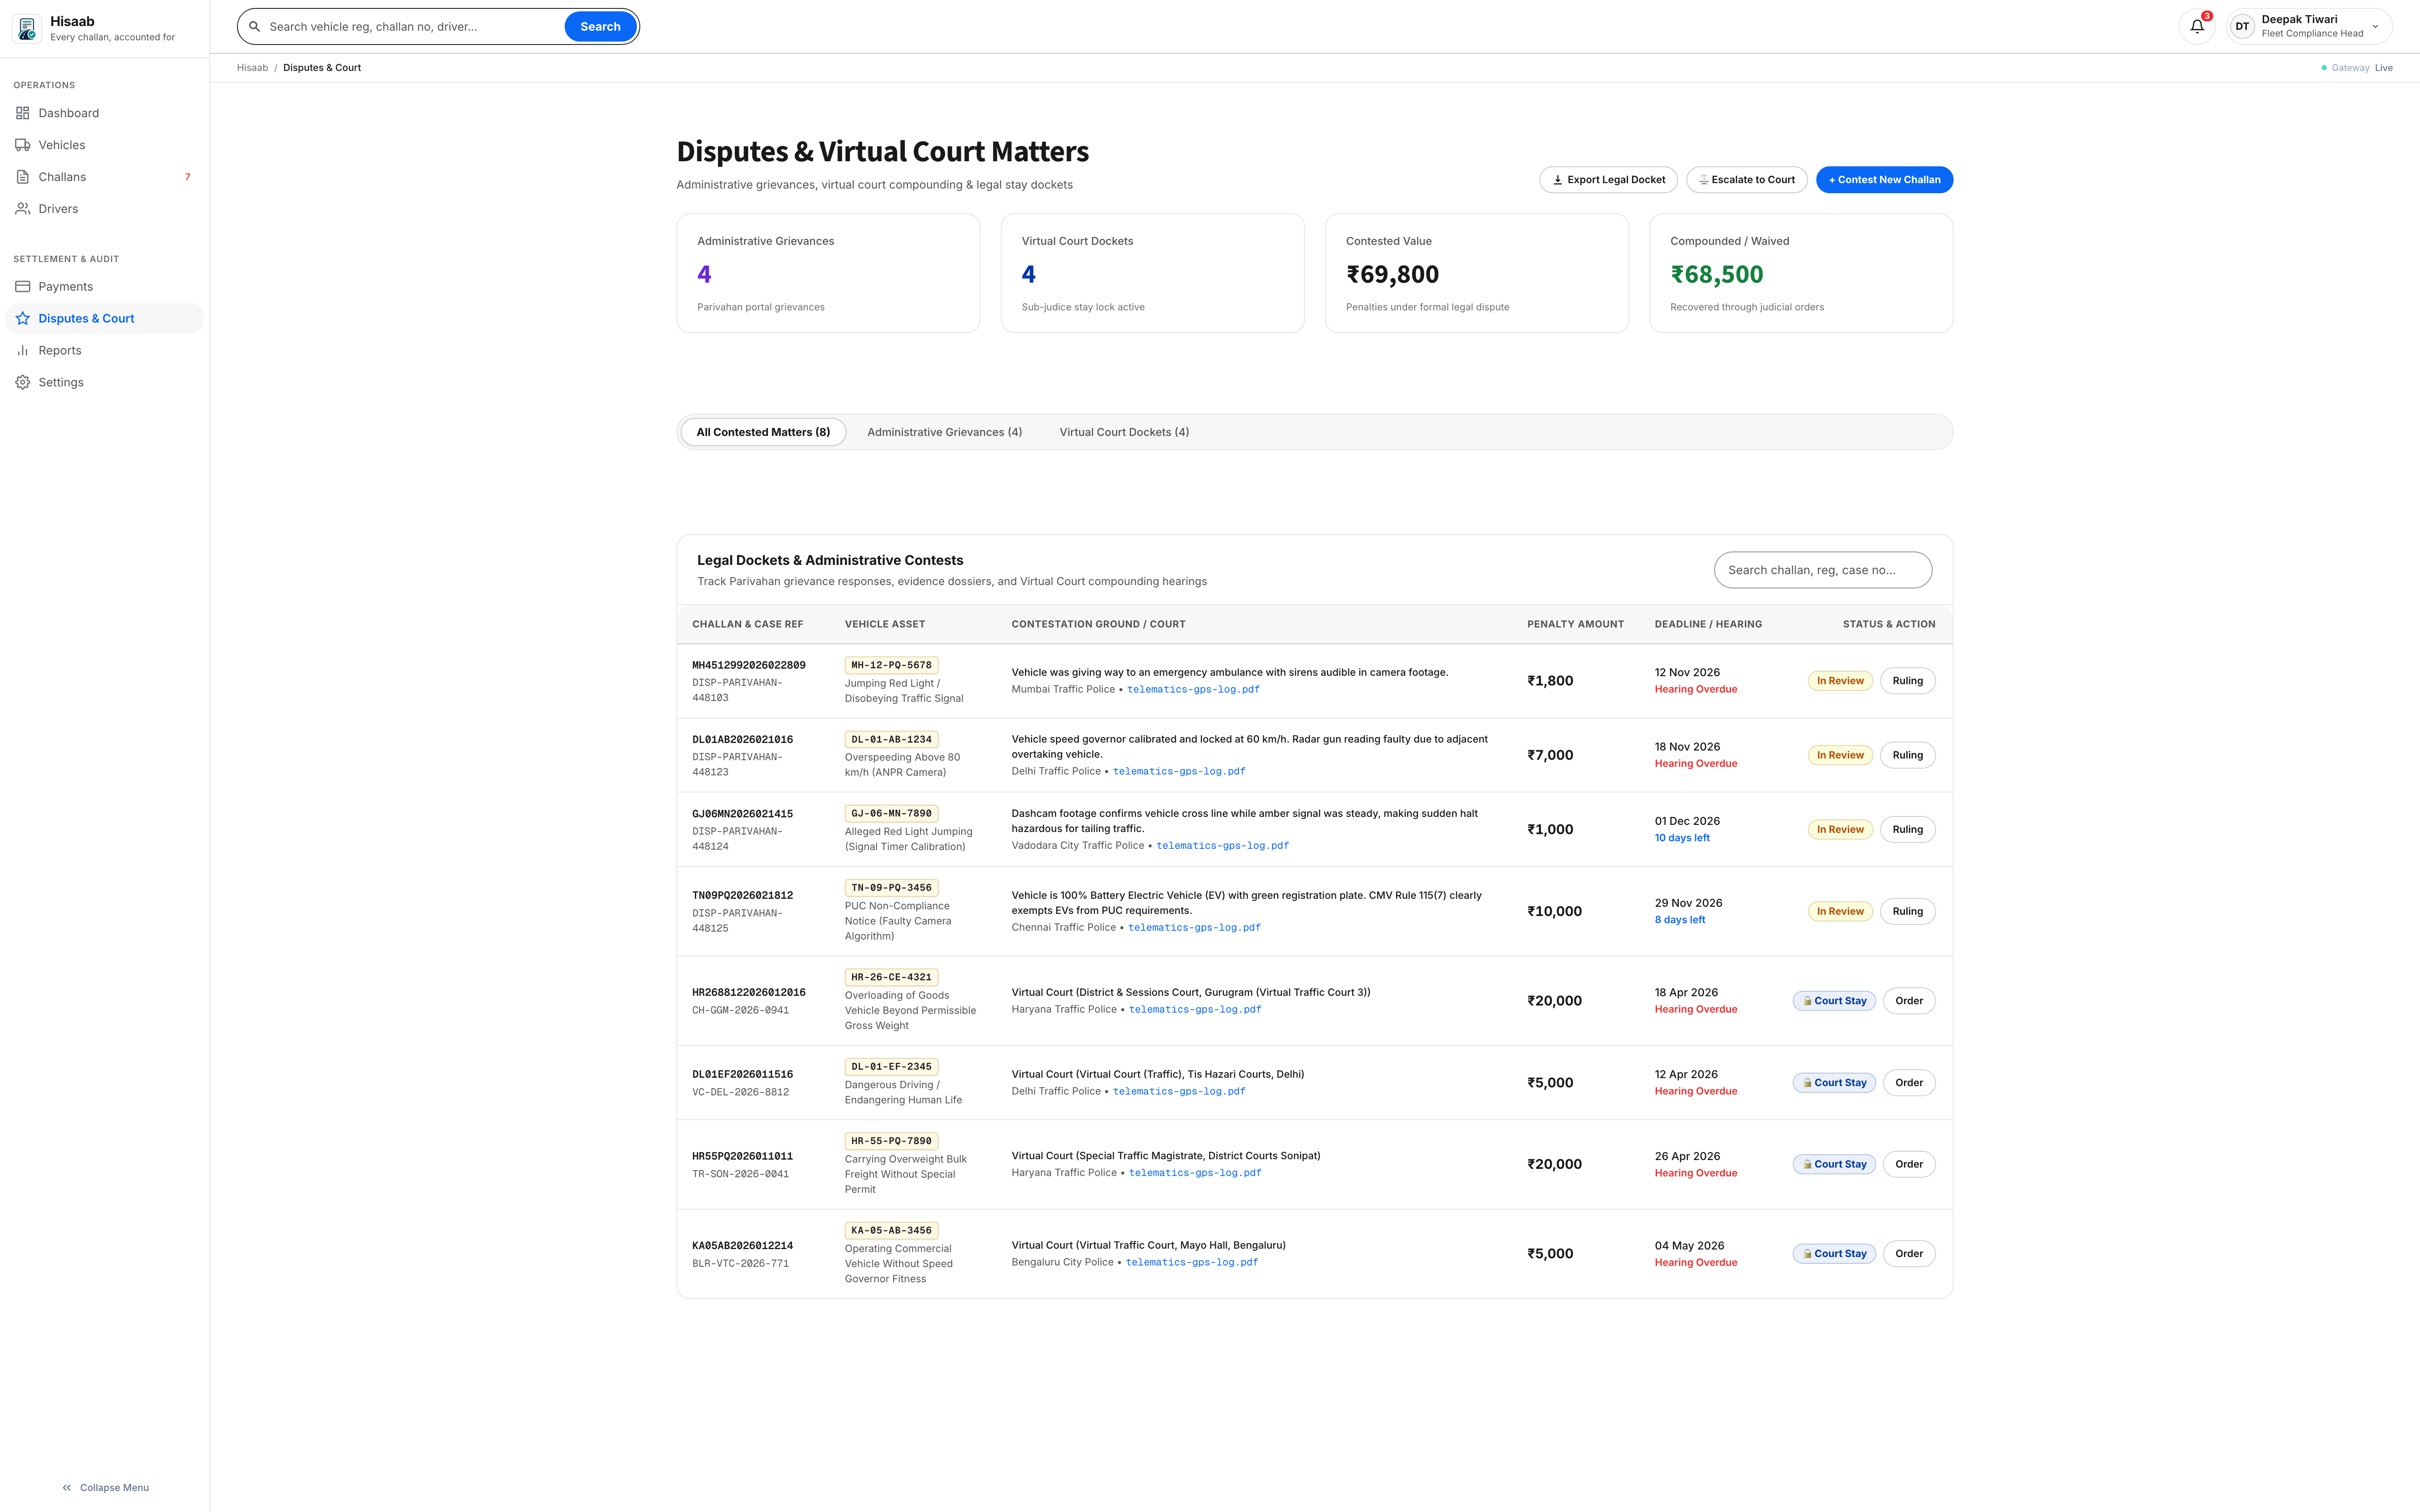 Hisaab
Every challan, accounted for
Search vehicle reg, challan no, driver...
Search
3
DT
Deepak Tiwari
Fleet Compliance Head
Hisaab / Disputes & Court
Gateway Live
OPERATIONS
Dashboard
Vehicles
Challans 7
Drivers
SETTLEMENT & AUDIT
Payments
Disputes & Court
Reports
Settings
Collapse Menu
Disputes & Virtual Court Matters
Administrative grievances, virtual court compounding & legal stay dockets
Export Legal Docket
Escalate to Court
+ Contest New Challan
Administrative Grievances
4
Parivahan portal grievances
Virtual Court Dockets
4
Sub-judice stay lock active
Contested Value
₹69,800
Penalties under formal legal dispute
Compounded / Waived
₹68,500
Recovered through judicial orders
All Contested Matters (8)
Administrative Grievances (4)
Virtual Court Dockets (4)
Legal Dockets & Administrative Contests
Track Parivahan grievance responses, evidence dossiers, and Virtual Court compounding hearings
Search challan, reg, case no...
CHALLAN & CASE REF
VEHICLE ASSET
CONTESTATION GROUND / COURT
PENALTY AMOUNT
DEADLINE / HEARING
STATUS & ACTION
MH4512992026022809
DISP-PARIVAHAN-
448103
MH-12-PQ-5678
Jumping Red Light /
Disobeying Traffic Signal
Vehicle was giving way to an emergency ambulance with sirens audible in camera footage.
Mumbai Traffic Police • telematics-gps-log.pdf
₹1,800
12 Nov 2026
Hearing Overdue
In Review
Ruling
DL01AB2026021016
DISP-PARIVAHAN-
448123
DL-01-AB-1234
Overspeeding Above 80
km/h (ANPR Camera)
Vehicle speed governor calibrated and locked at 60 km/h. Radar gun reading faulty due to adjacent
overtaking vehicle.
Delhi Traffic Police • telematics-gps-log.pdf
₹7,000
18 Nov 2026
Hearing Overdue
In Review
Ruling
GJ06MN2026021415
DISP-PARIVAHAN-
448124
GJ-06-MN-7890
Alleged Red Light Jumping
(Signal Timer Calibration)
Dashcam footage confirms vehicle cross line while amber signal was steady, making sudden halt
hazardous for tailing traffic.
Vadodara City Traffic Police • telematics-gps-log.pdf
₹1,000
01 Dec 2026
10 days left
In Review
Ruling
TN09PQ2026021812
DISP-PARIVAHAN-
448125
TN-09-PQ-3456
PUC Non-Compliance
Notice (Faulty Camera
Algorithm)
Vehicle is 100% Battery Electric Vehicle (EV) with green registration plate. CMV Rule 115(7) clearly
exempts EVs from PUC requirements.
Chennai Traffic Police • telematics-gps-log.pdf
₹10,000
29 Nov 2026
8 days left
In Review
Ruling
HR2688122026012016
CH-GGM-2026-0941
HR-26-CE-4321
Overloading of Goods
Vehicle Beyond Permissible
Gross Weight
Virtual Court (District & Sessions Court, Gurugram (Virtual Traffic Court 3))
Haryana Traffic Police • telematics-gps-log.pdf
₹20,000
18 Apr 2026
Hearing Overdue
Court Stay
Order
DL01EF2026011516
VC-DEL-2026-8812
DL-01-EF-2345
Dangerous Driving /
Endangering Human Life
Virtual Court (Virtual Court (Traffic), Tis Hazari Courts, Delhi)
Delhi Traffic Police • telematics-gps-log.pdf
₹5,000
12 Apr 2026
Hearing Overdue
Court Stay
Order
HR55PQ2026011011
TR-SON-2026-0041
HR-55-PQ-7890
Carrying Overweight Bulk
Freight Without Special
Permit
Virtual Court (Special Traffic Magistrate, District Courts Sonipat)
Haryana Traffic Police • telematics-gps-log.pdf
₹20,000
26 Apr 2026
Hearing Overdue
Court Stay
Order
KA05AB2026012214
BLR-VTC-2026-771
KA-05-AB-3456
Operating Commercial
Vehicle Without Speed
Governor Fitness
Virtual Court (Virtual Traffic Court, Mayo Hall, Bengaluru)
Bengaluru City Police • telematics-gps-log.pdf
₹5,000
04 May 2026
Hearing Overdue
Court Stay
Order